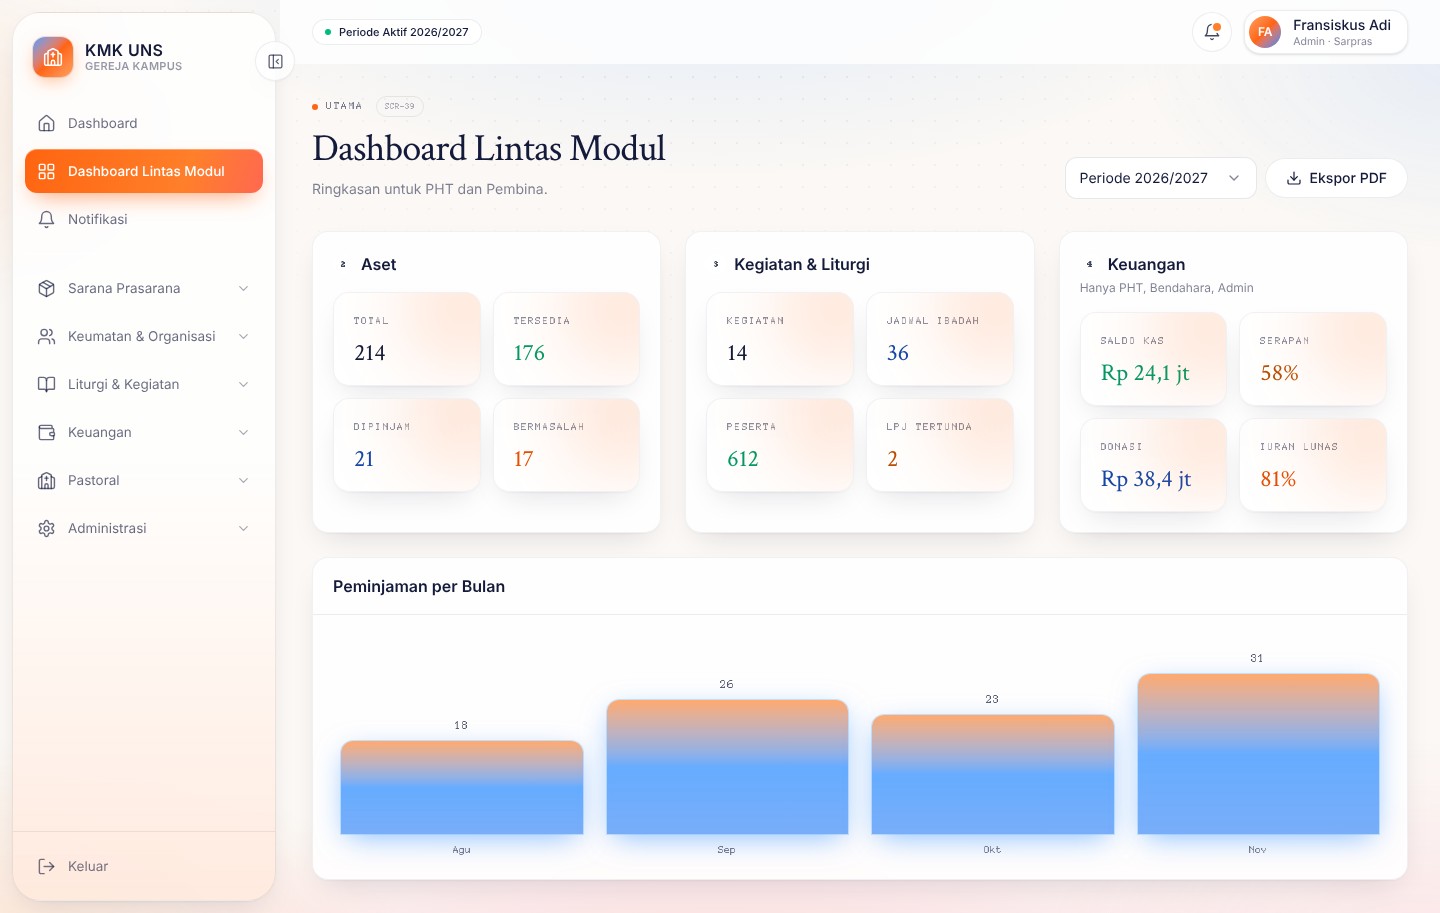 KMK UNS
GEREJA KAMPUS
Dashboard
Dashboard Lintas Modul
Notifikasi
Sarana Prasarana
Keumatan & Organisasi
Liturgi & Kegiatan
Keuangan
Pastoral
Administrasi
Keluar
Periode Aktif 2026/2027
FA
Fransiskus Adi
Admin · Sarpras
UTAMA
SCR-39
Dashboard Lintas Modul
Ringkasan untuk PHT dan Pembina.
Periode 2026/2027
Ekspor PDF
2 Aset
TOTAL
214
TERSEDIA
176
DIPINJAM
21
BERMASALAH
17
3 Kegiatan & Liturgi
KEGIATAN
14
JADWAL IBADAH
36
PESERTA
612
LPJ TERTUNDA
2
4 Keuangan
Hanya PHT, Bendahara, Admin
SALDO KAS
Rp 24,1 jt
SERAPAN
58%
DONASI
Rp 38,4 jt
IURAN LUNAS
81%
Peminjaman per Bulan
18
26
23
31
Agu
Sep
Okt
Nov